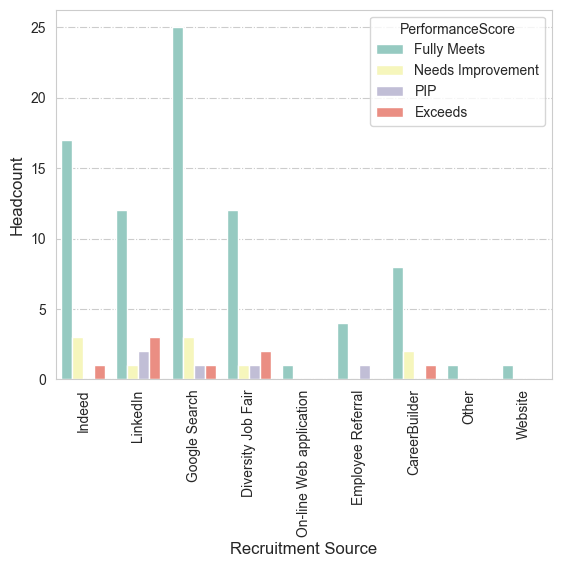 PerformanceScore
Fully Meets
Needs Improvement
PIP
Exceeds
Headcount
25
20
15
10
5
0
Indeed
LinkedIn
Google Search
Diversity Job Fair
On-line Web application
Employee Referral
CareerBuilder
Other
Website
Recruitment Source